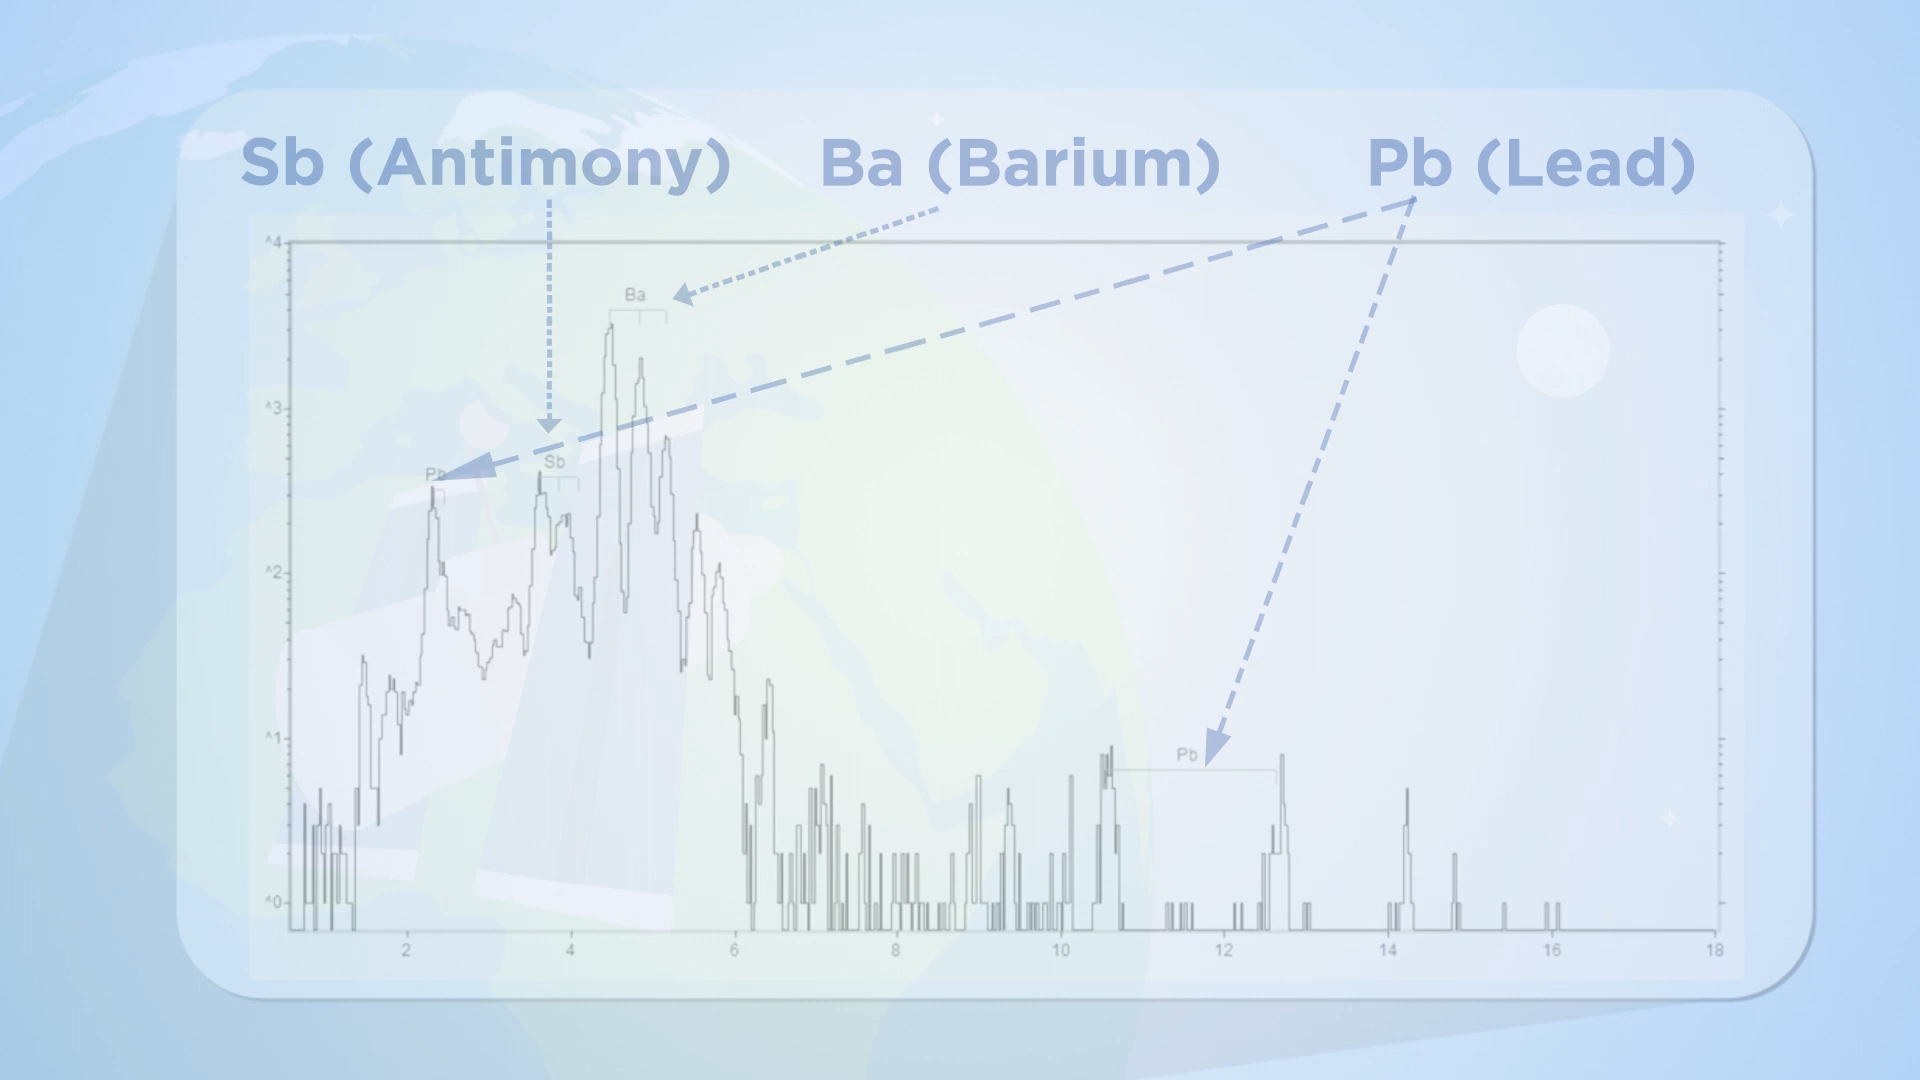 Sb (Antimony) Ba (Barium) Pb (Lead)
^4
Ba
^3
Sb
Pb
^2
^1
Pb
^0
2 4 6 8 10 12 14 16 18